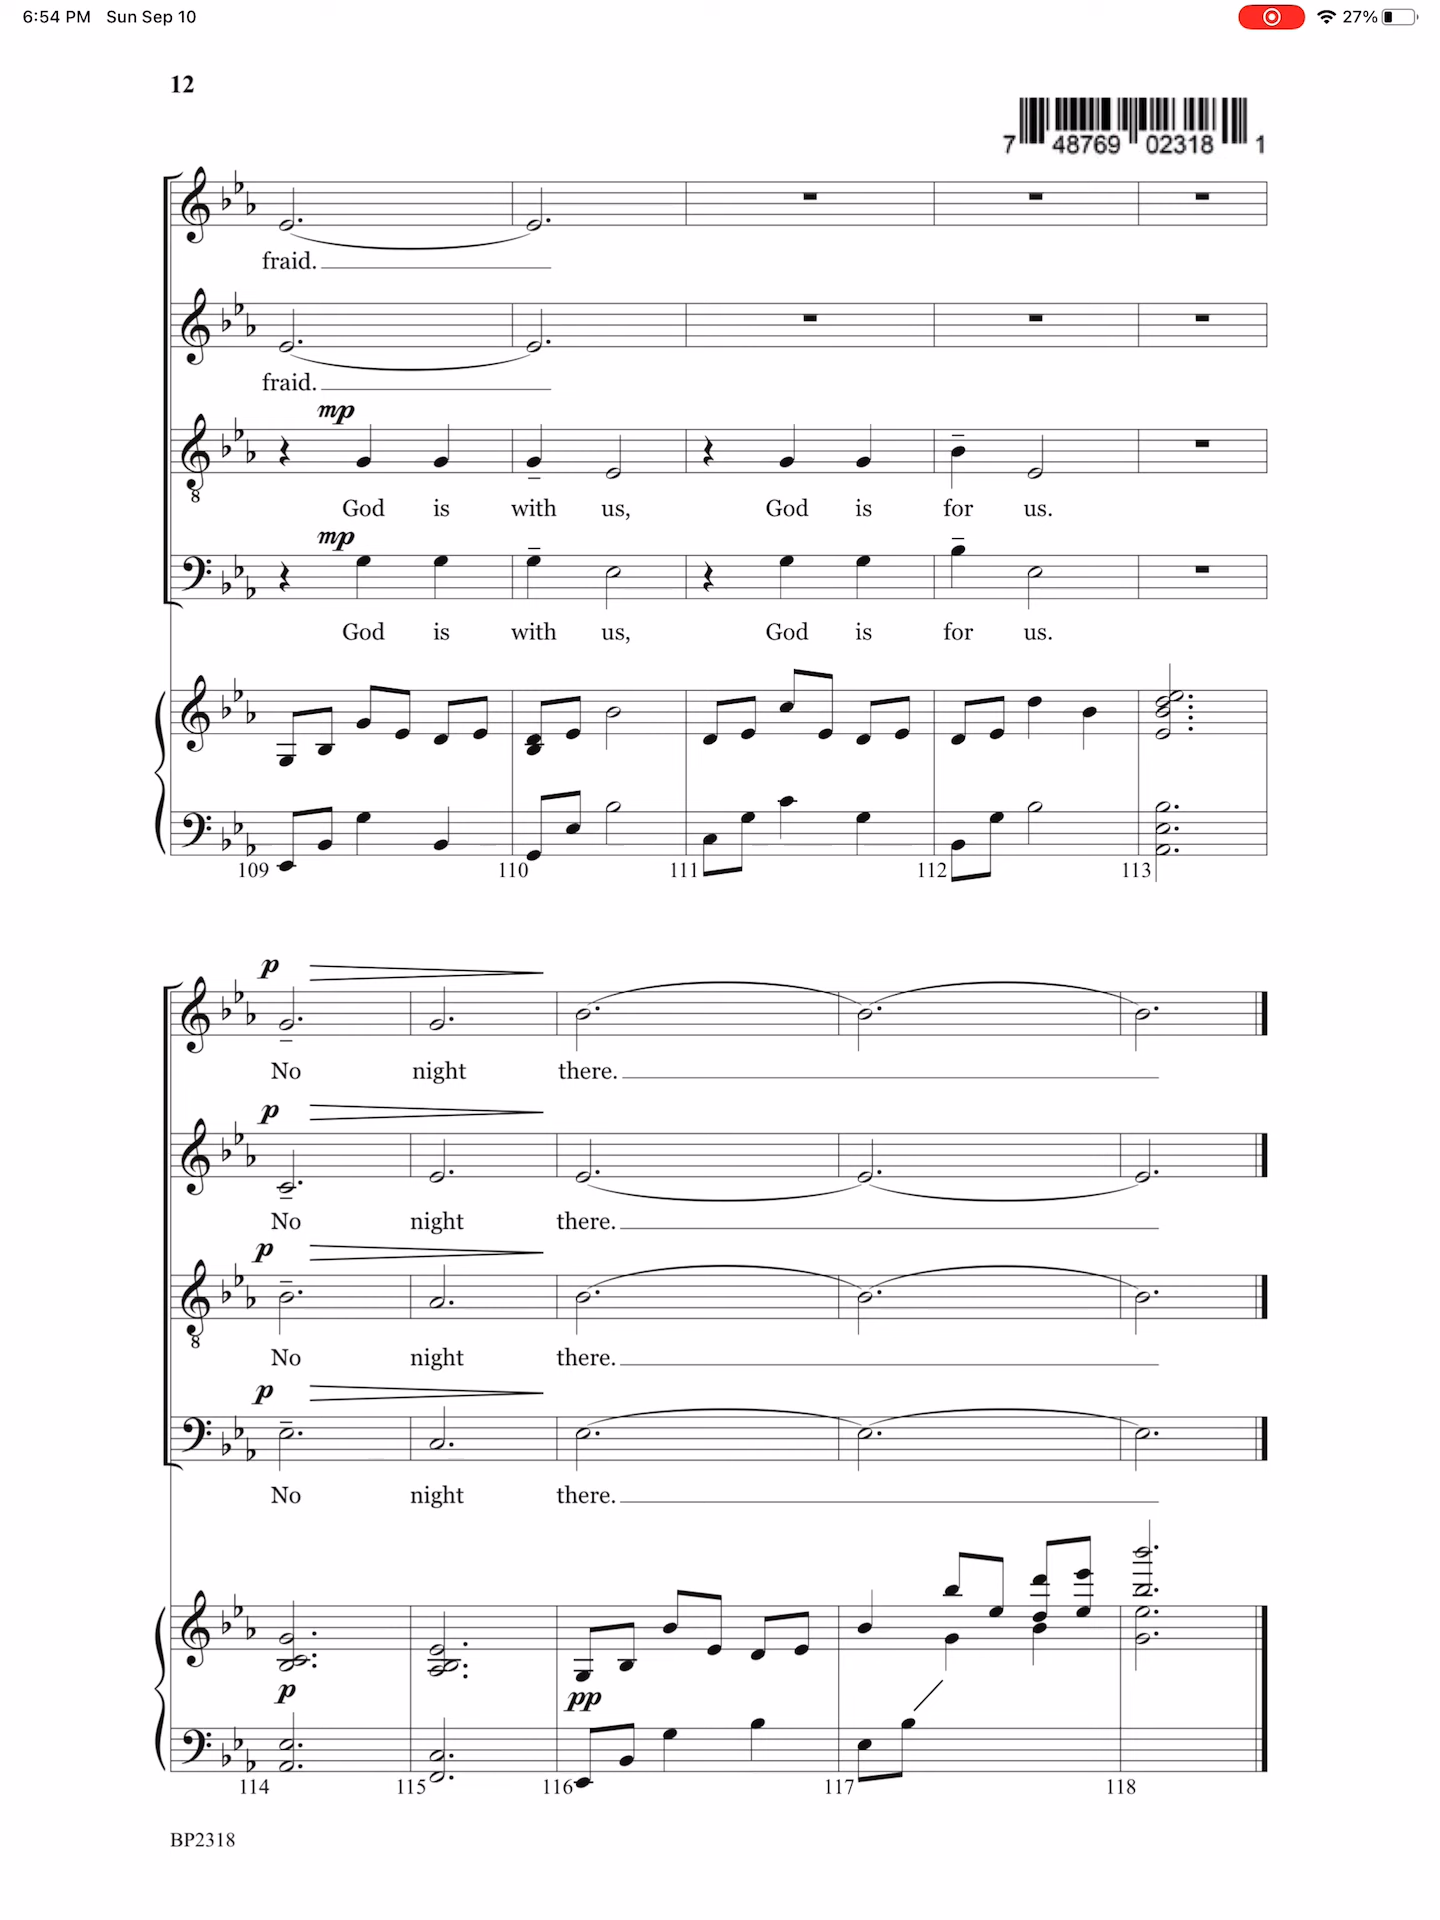 6:54 PM Sun Sep 10 27%
12
7 48769 02318 1
fraid.
fraid.
mp
8
God is with us, God is for us.
mp
God is with us, God is for us.
109 110 111 112 113
p
No night there.
p
No night there.
p
8
No night there.
p
No night there.
p pp
114 115 116 117 118
BP2318